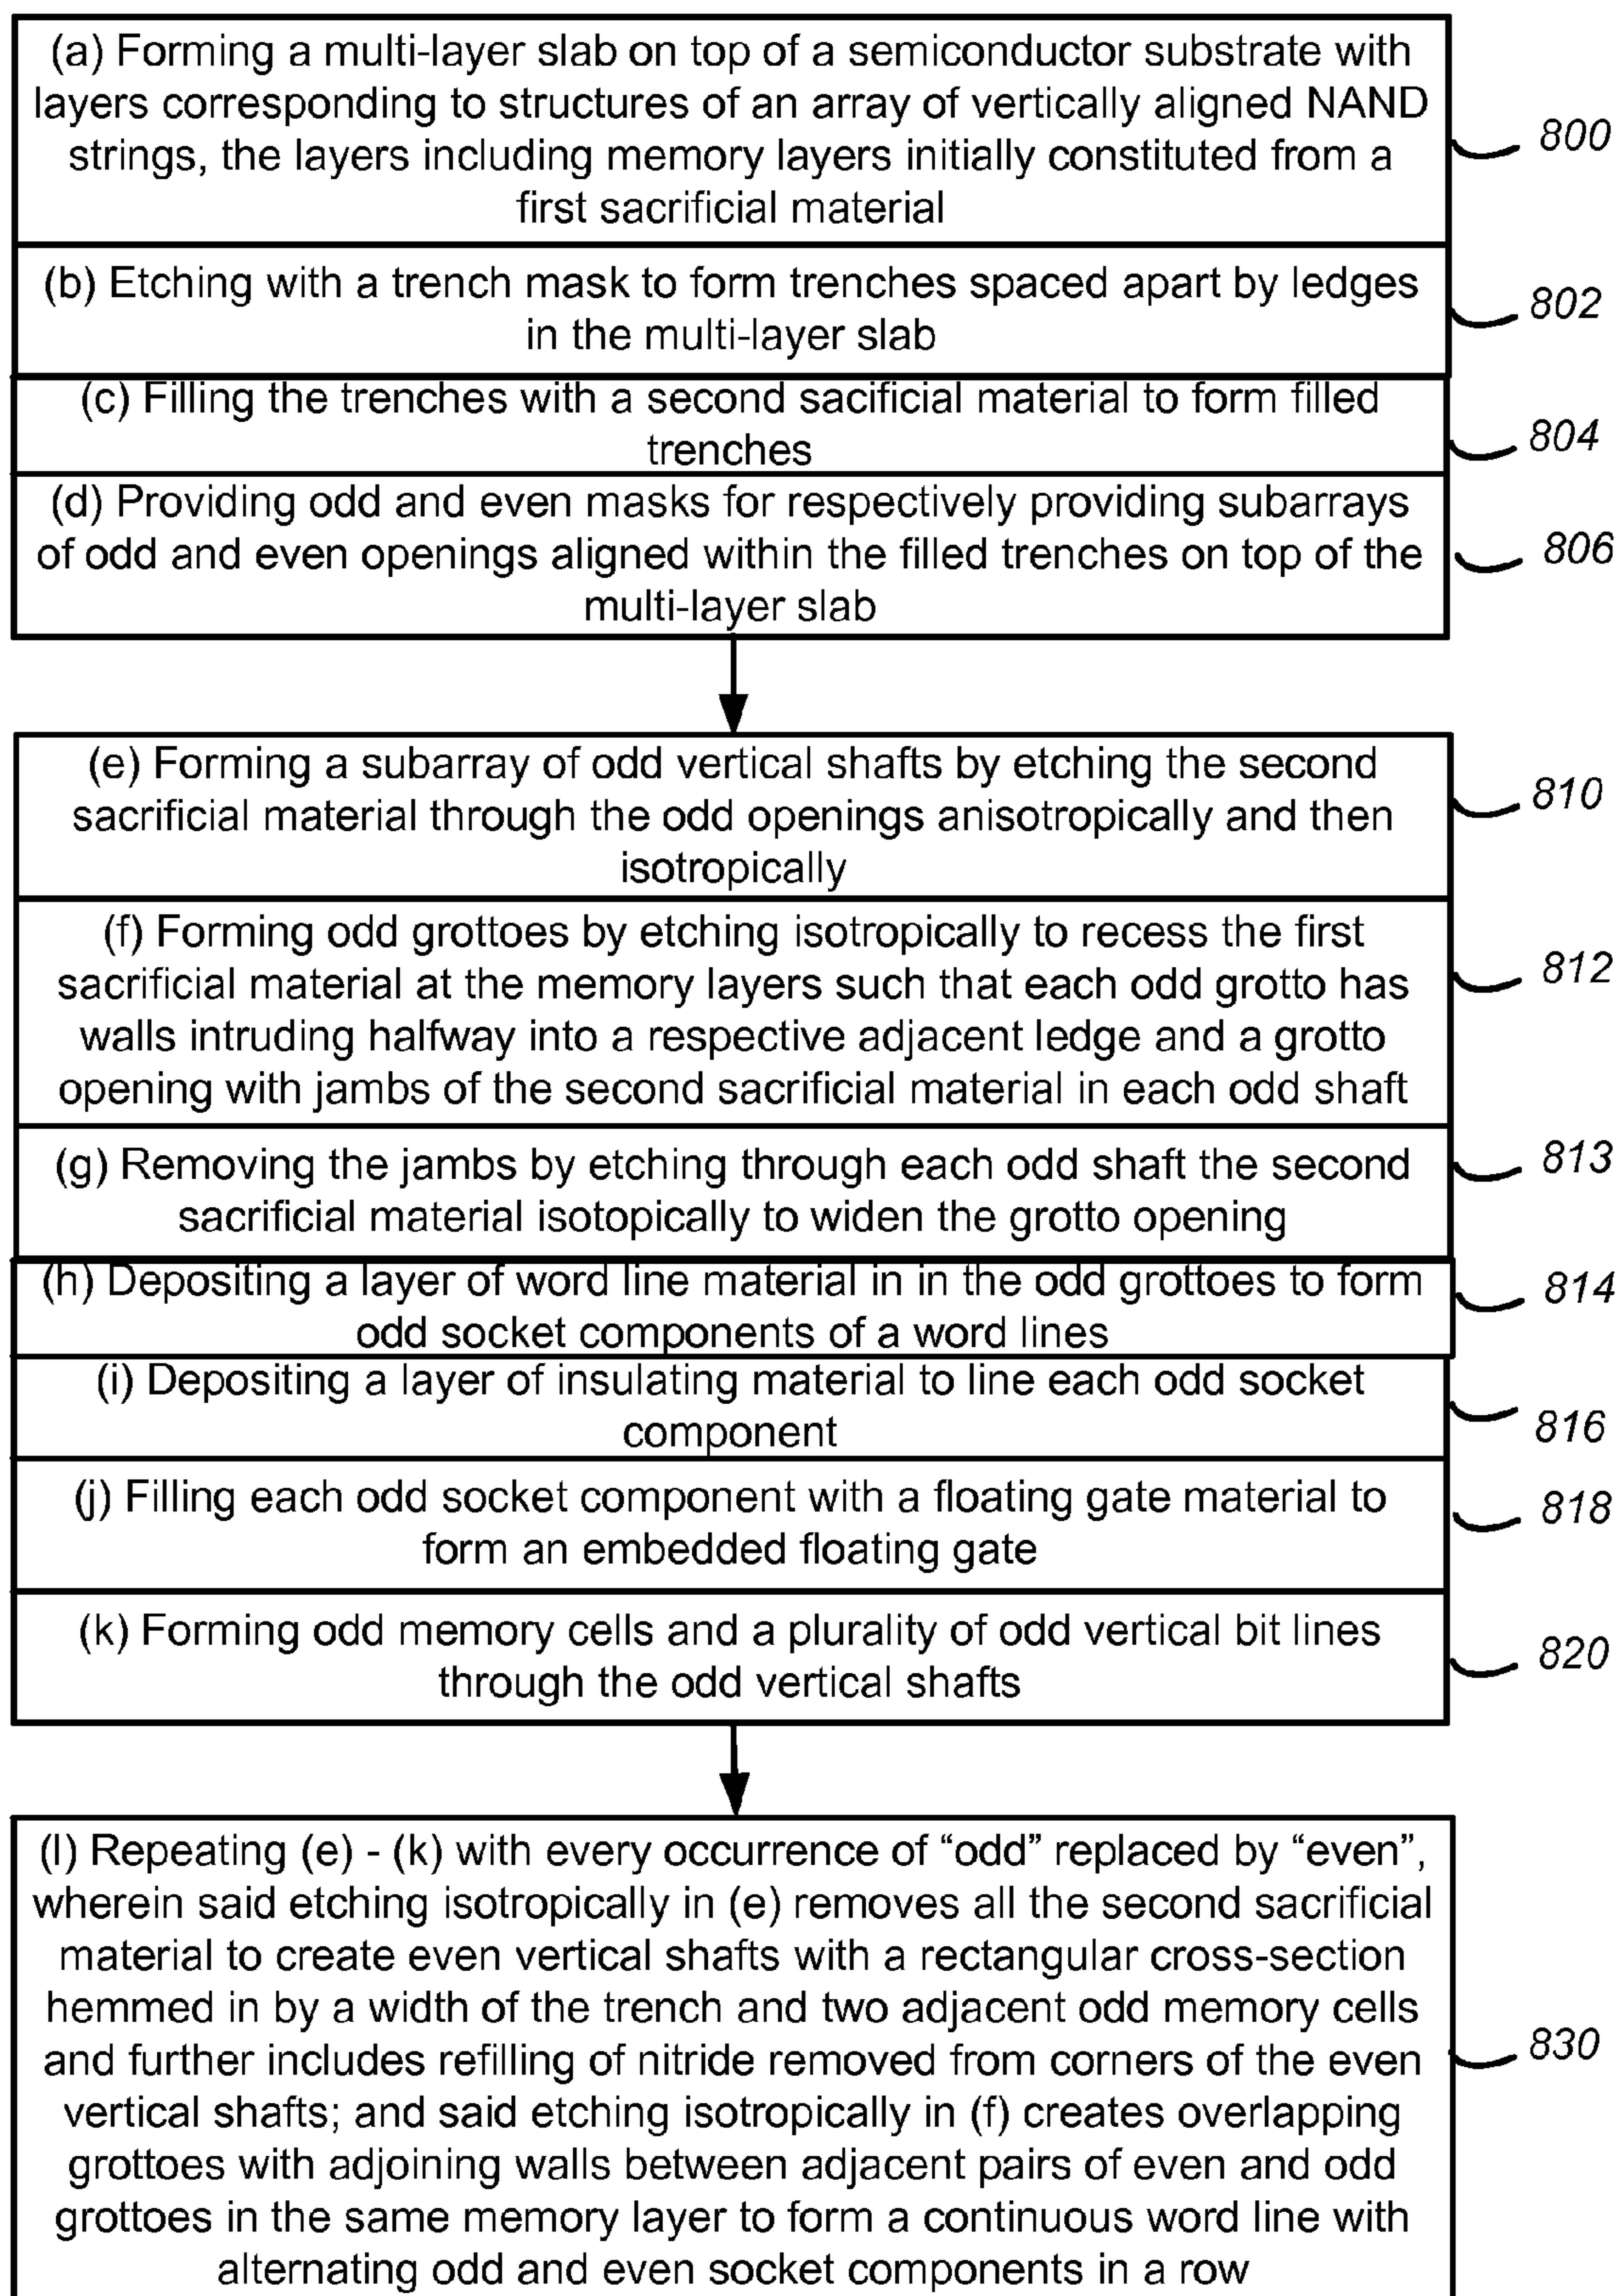 (a) Forming a multi-layer slab on top of a semiconductor substrate with
layers corresponding to structures of an array of vertically aligned NAND
strings, the layers including memory layers initially constituted from a
first sacrificial material
800
(b) Etching with a trench mask to form trenches spaced apart by ledges
in the multi-layer slab
802
(c) Filling the trenches with a second sacificial material to form filled
trenches
804
(d) Providing odd and even masks for respectively providing subarrays
of odd and even openings aligned within the filled trenches on top of the
multi-layer slab
806
(e) Forming a subarray of odd vertical shafts by etching the second
sacrificial material through the odd openings anisotropically and then
isotropically
810
(f) Forming odd grottoes by etching isotropically to recess the first
sacrificial material at the memory layers such that each odd grotto has
walls intruding halfway into a respective adjacent ledge and a grotto
opening with jambs of the second sacrificial material in each odd shaft
812
(g) Removing the jambs by etching through each odd shaft the second
sacrificial material isotopically to widen the grotto opening
813
(h) Depositing a layer of word line material in in the odd grottoes to form
odd socket components of a word lines
814
(i) Depositing a layer of insulating material to line each odd socket
component
816
(j) Filling each odd socket component with a floating gate material to
form an embedded floating gate
818
(k) Forming odd memory cells and a plurality of odd vertical bit lines
through the odd vertical shafts
820
(l) Repeating (e) - (k) with every occurrence of “odd” replaced by “even”,
wherein said etching isotropically in (e) removes all the second sacrificial
material to create even vertical shafts with a rectangular cross-section
hemmed in by a width of the trench and two adjacent odd memory cells
and further includes refilling of nitride removed from corners of the even
vertical shafts; and said etching isotropically in (f) creates overlapping
grottoes with adjoining walls between adjacent pairs of even and odd
grottoes in the same memory layer to form a continuous word line with
alternating odd and even socket components in a row
830